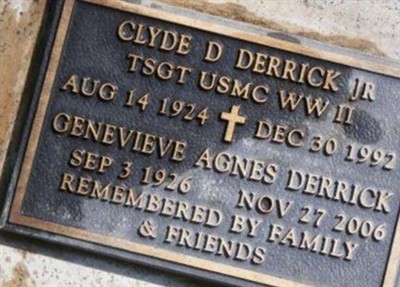 CLYDE D DERRICK JR
TSGT USMC WW II
AUG 14 1924 DEC 30 1992
GENEVIEVE AGNES DERRICK
SEP 3 1926 NOV 27 2006
REMEMBERED BY FAMILY
& FRIENDS